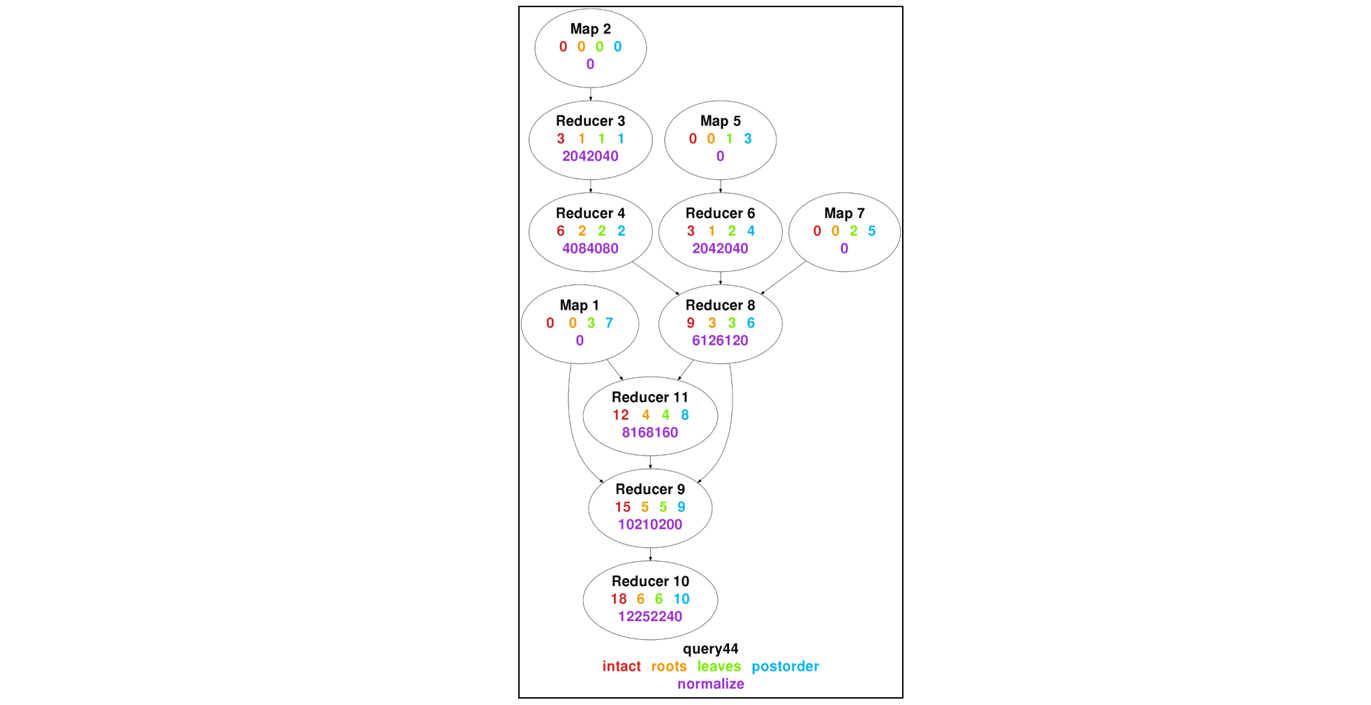 Map 2
0 0 0 0
0
Reducer 3
3 1 1 1
2042040
Map 5
0 0 1 3
0
Reducer 4
6 2 2 2
4084080
Reducer 6
3 1 2 4
2042040
Map 7
0 0 2 5
0
Map 1
0 0 3 7
0
Reducer 8
9 3 3 6
6126120
Reducer 11
12 4 4 8
8168160
Reducer 9
15 5 5 9
10210200
Reducer 10
18 6 6 10
12252240
query44
intact roots leaves postorder
normalize